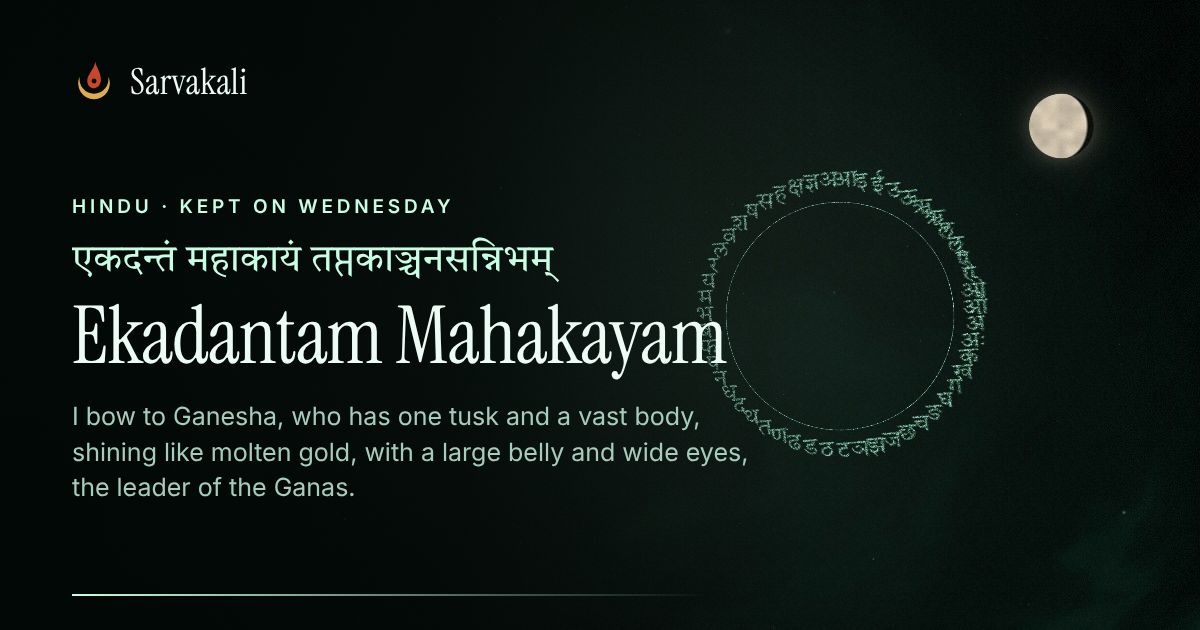 Sarvakali
HINDU · KEPT ON WEDNESDAY
एकदन्तं महाकायं तप्तकाञ्चनसन्निभम्
Ekadantam Mahakayam
I bow to Ganesha, who has one tusk and a vast body,
shining like molten gold, with a large belly and wide eyes,
the leader of the Ganas.